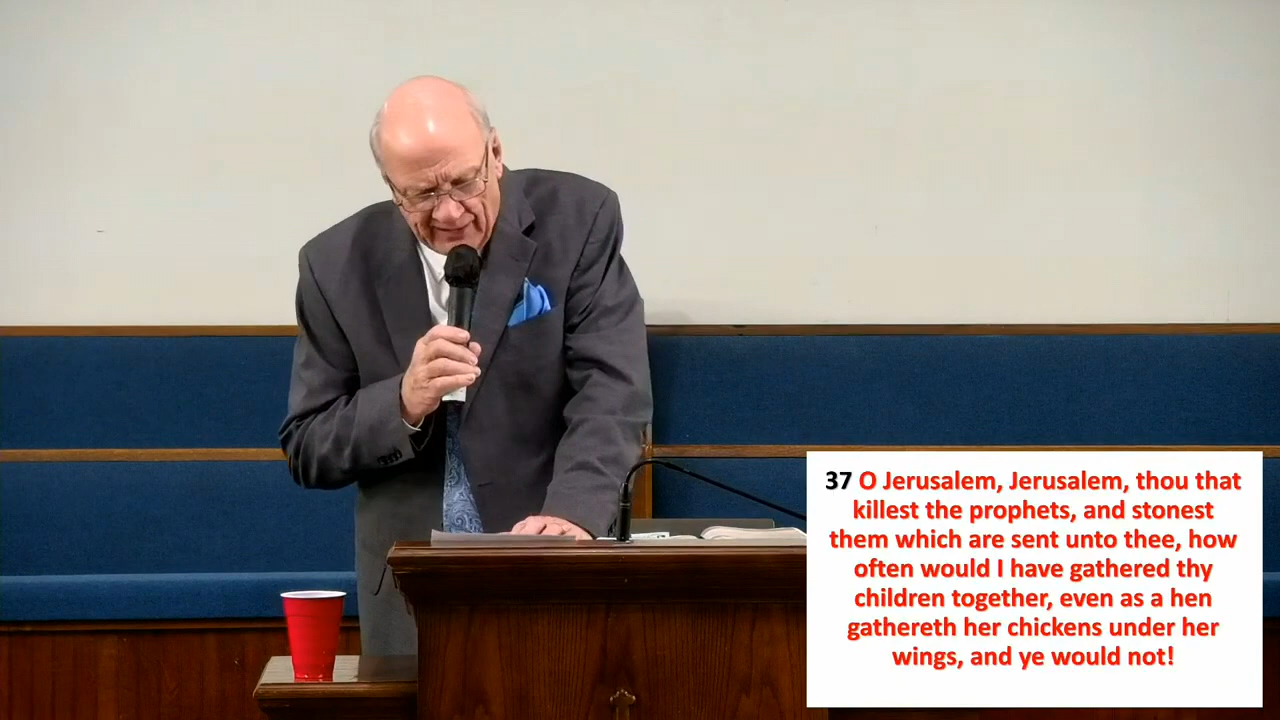 37 O Jerusalem, Jerusalem, thou that
killest the prophets, and stonest
them which are sent unto thee, how
often would I have gathered thy
children together, even as a hen
gathereth her chickens under her
wings, and ye would not!